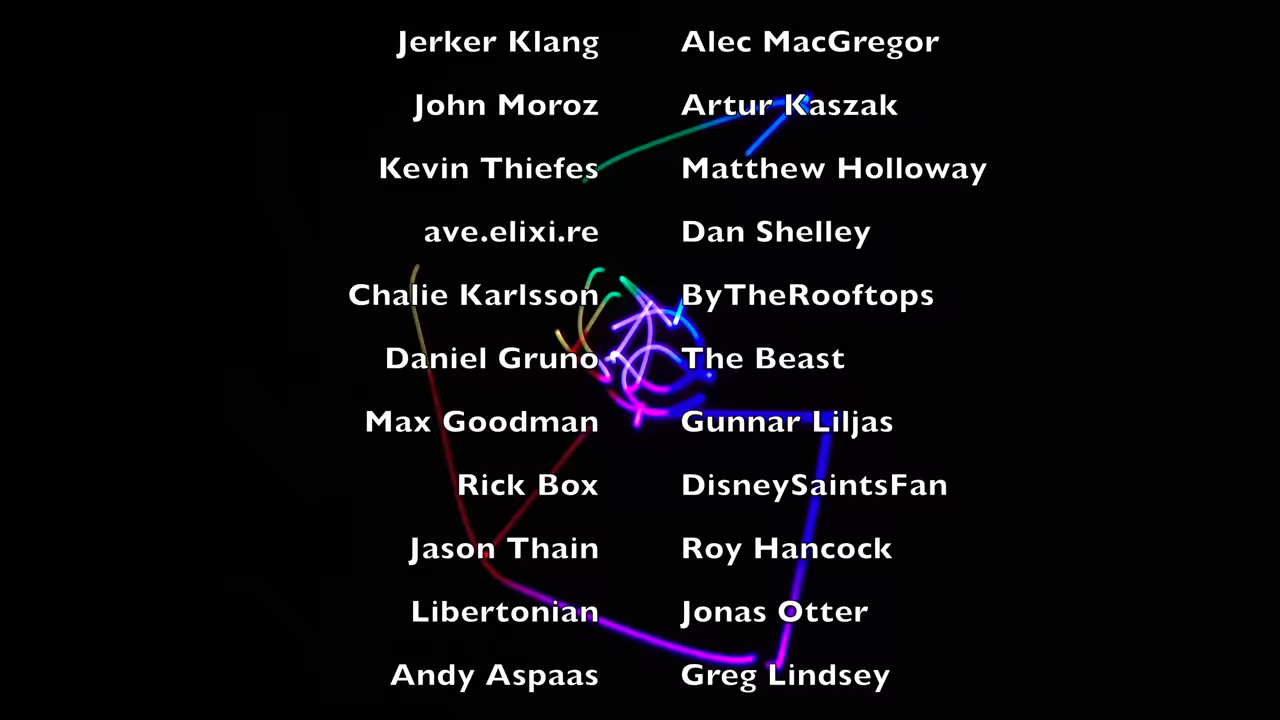 Jerker Klang Alec MacGregor
John Moroz Artur Kaszak
Kevin Thiefes Matthew Holloway
ave.elixi.re Dan Shelley
Chalie Karlsson ByTheRooftops
Daniel Gruno The Beast
Max Goodman Gunnar Liljas
Rick Box DisneySaintsFan
Jason Thain Roy Hancock
Libertonian Jonas Otter
Andy Aspaas Greg Lindsey